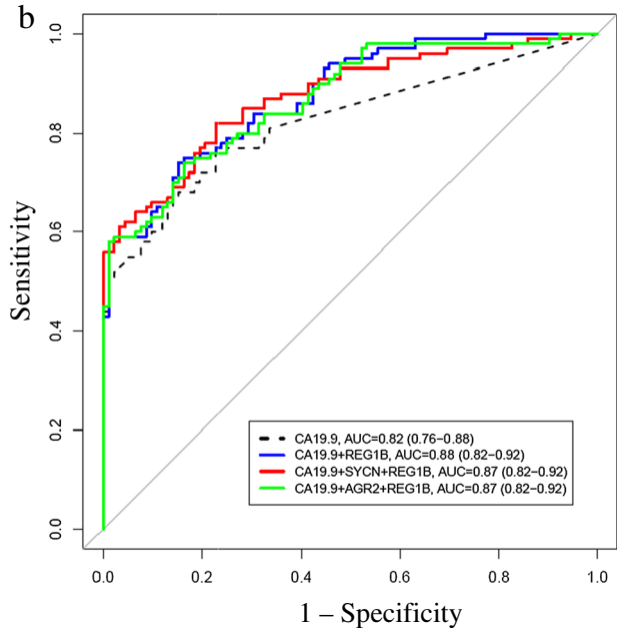 b
1.0
0.8
0.6
0.4
0.2
0.0
Sensitivity
CA19.9, AUC=0.82 (0.76−0.88)
CA19.9+REG1B, AUC=0.88 (0.82−0.92)
CA19.9+SYCN+REG1B, AUC=0.87 (0.82−0.92)
CA19.9+AGR2+REG1B, AUC=0.87 (0.82−0.92)
0.0 0.2 0.4 0.6 0.8 1.0
1 – Specificity